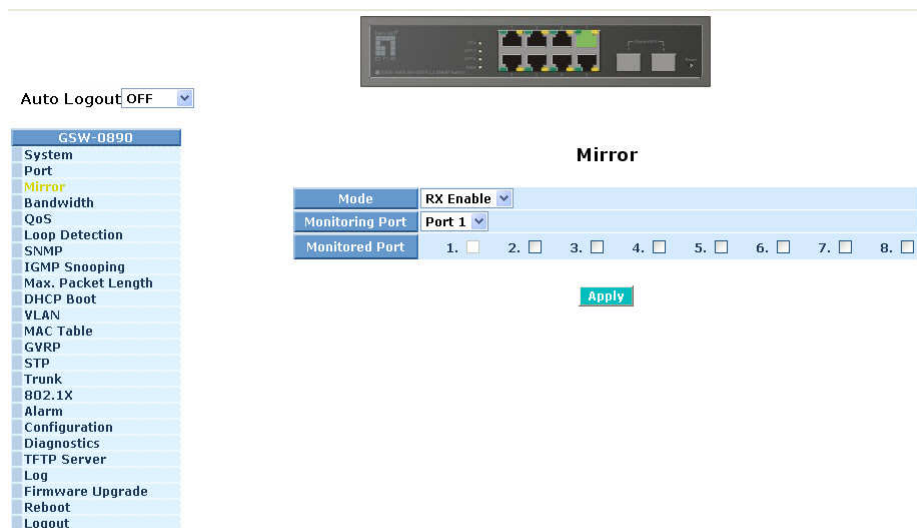 Auto Logout OFF
GSW-0890
System
Port
Mirror
Bandwidth
QoS
Loop Detection
SNMP
IGMP Snooping
Max. Packet Length
DHCP Boot
VLAN
MAC Table
GVRP
STP
Trunk
802.1X
Alarm
Configuration
Diagnostics
TFTP Server
Log
Firmware Upgrade
Reboot
Logout
Mirror
Mode RX Enable
Monitoring Port Port 1
Monitored Port 1. 2. 3. 4. 5. 6. 7. 8.
Apply